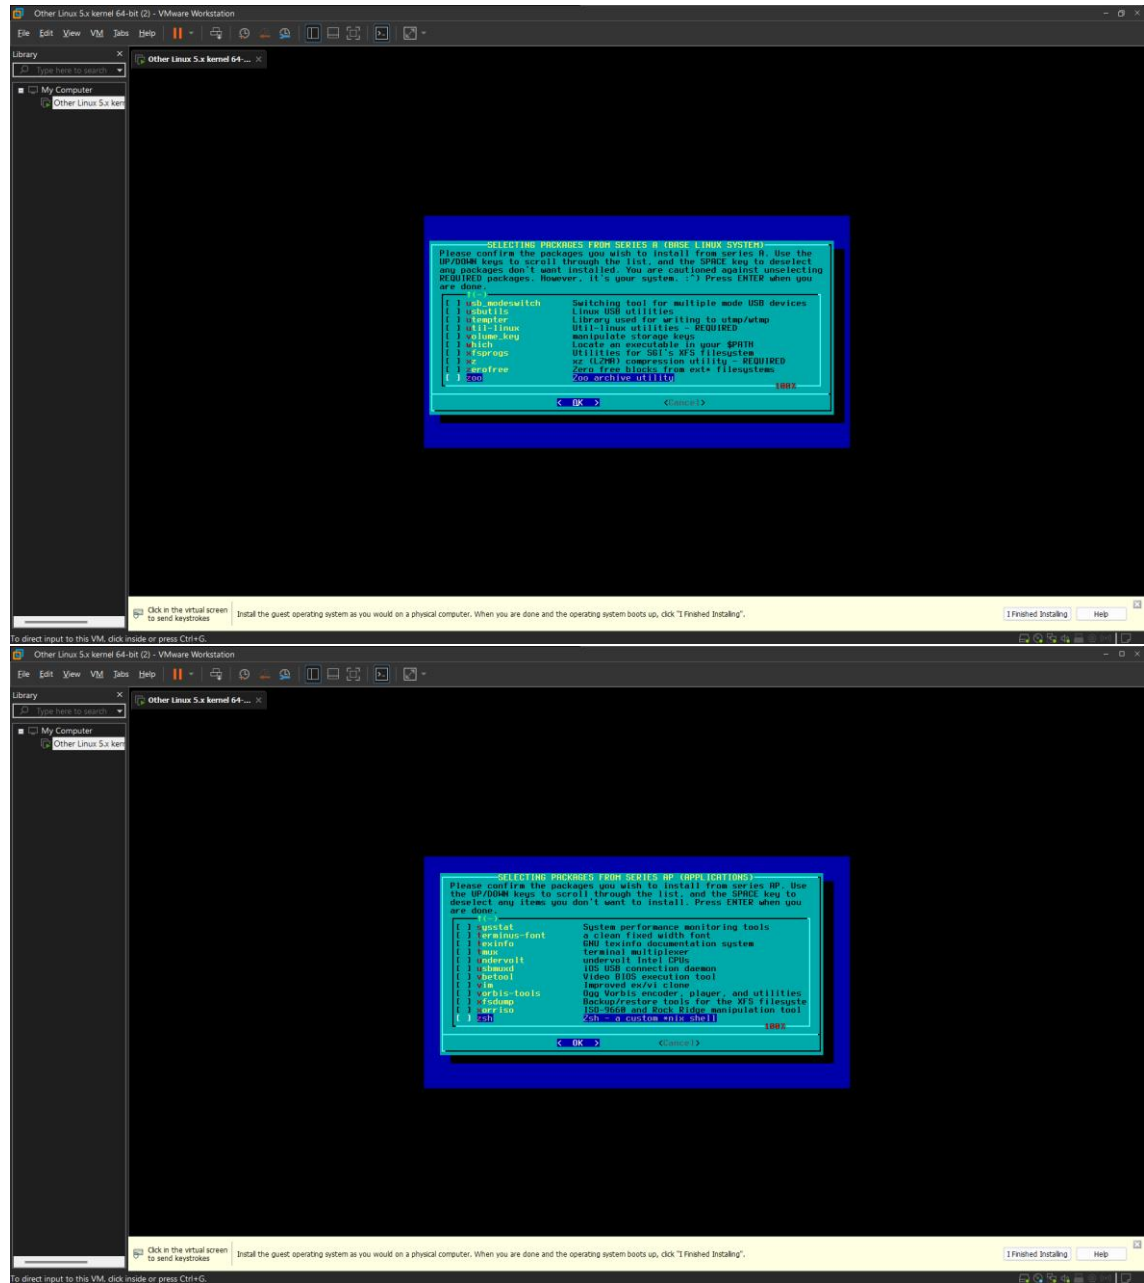 Other Linux 5.x kernel 64-bit (2) - VMware Workstation
File Edit View VM Tabs Help
Library
Other Linux 5.x kernel 64-...
Type here to search
My Computer
Other Linux 5.x kern
SELECTING PACKAGES FROM SERIES A (BASE LINUX SYSTEM)
Please confirm the packages you wish to install from series A. Use the
UP/DOWN keys to scroll through the list, and the SPACE key to deselect
any packages don't want installed. You are cautioned against unselecting
REQUIRED packages. However, it's your system. :^) Press ENTER when you
are done.
↑(-)
[ ] usb_modeswitch Switching tool for multiple mode USB devices
[ ] usbutils Linux USB utilities
[ ] utempter Library used for writing to utmp/wtmp
[ ] util-linux Util-linux utilities - REQUIRED
[ ] volume_key manipulate storage keys
[ ] which Locate an executable in your $PATH
[ ] xfsprogs Utilities for SGI's XFS filesystem
[ ] xz xz (LZMA) compression utility - REQUIRED
[ ] zerofree Zero free blocks from ext* filesystems
[ ] zoo Zoo archive utility
100%
< OK > <Cancel>
Click in the virtual screen
to send keystrokes
Install the guest operating system as you would on a physical computer. When you are done and the operating system boots up, click "I Finished Installing".
I Finished Installing Help
To direct input to this VM, click inside or press Ctrl+G.
Other Linux 5.x kernel 64-bit (2) - VMware Workstation
File Edit View VM Tabs Help
Library
Other Linux 5.x kernel 64-...
Type here to search
My Computer
Other Linux 5.x kern
SELECTING PACKAGES FROM SERIES AP (APPLICATIONS)
Please confirm the packages you wish to install from series AP. Use
the UP/DOWN keys to scroll through the list, and the SPACE key to
deselect any items you don't want to install. Press ENTER when you
are done.
↑(-)
[ ] sysstat System performance monitoring tools
[ ] terminus-font a clean fixed width font
[ ] texinfo GNU texinfo documentation system
[ ] tmux terminal multiplexer
[ ] undervolt undervolt Intel CPUs
[ ] usbmuxd iOS USB connection daemon
[ ] vbetool Video BIOS execution tool
[ ] vim Improved ex/vi clone
[ ] vorbis-tools Ogg Vorbis encoder, player, and utilities
[ ] xfsdump Backup/restore tools for the XFS filesyste
[ ] xorriso ISO-9660 and Rock Ridge manipulation tool
[ ] zsh Zsh - a custom *nix shell
100%
< OK > <Cancel>
Click in the virtual screen
to send keystrokes
Install the guest operating system as you would on a physical computer. When you are done and the operating system boots up, click "I Finished Installing".
I Finished Installing Help
To direct input to this VM, click inside or press Ctrl+G.